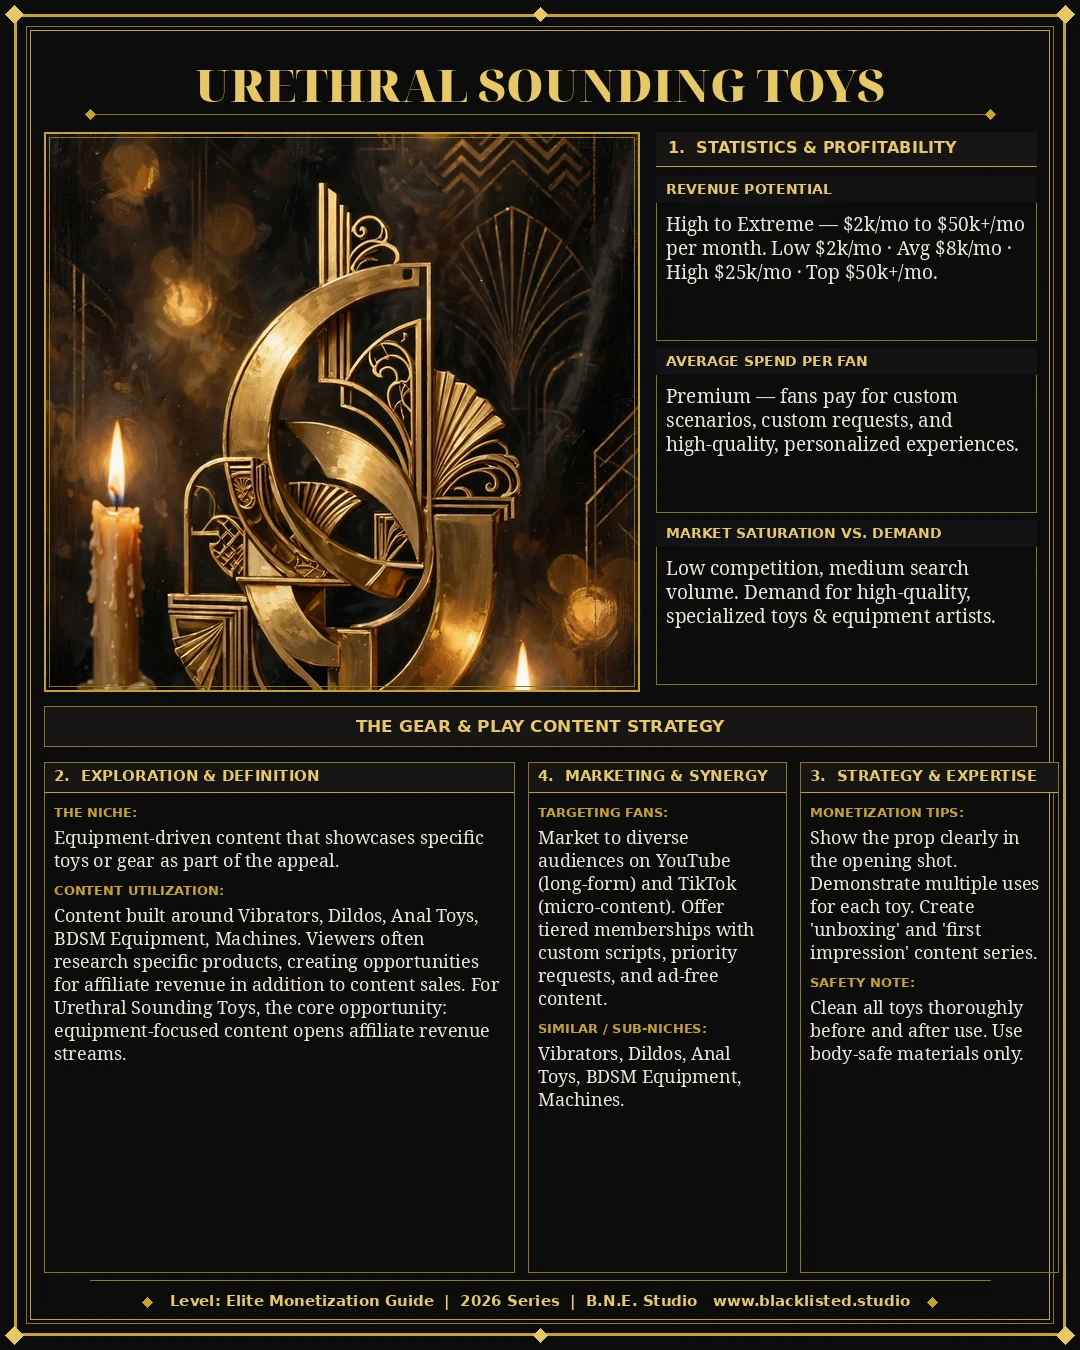 URETHRAL SOUNDING TOYS
1. STATISTICS & PROFITABILITY
REVENUE POTENTIAL
High to Extreme — $2k/mo to $50k+/mo
per month. Low $2k/mo · Avg $8k/mo ·
High $25k/mo · Top $50k+/mo.
AVERAGE SPEND PER FAN
Premium — fans pay for custom
scenarios, custom requests, and
high-quality, personalized experiences.
MARKET SATURATION VS. DEMAND
Low competition, medium search
volume. Demand for high-quality,
specialized toys & equipment artists.
THE GEAR & PLAY CONTENT STRATEGY
2. EXPLORATION & DEFINITION
THE NICHE:
Equipment-driven content that showcases specific
toys or gear as part of the appeal.
CONTENT UTILIZATION:
Content built around Vibrators, Dildos, Anal Toys,
BDSM Equipment, Machines. Viewers often
research specific products, creating opportunities
for affiliate revenue in addition to content sales. For
Urethral Sounding Toys, the core opportunity:
equipment-focused content opens affiliate revenue
streams.
4. MARKETING & SYNERGY
TARGETING FANS:
Market to diverse
audiences on YouTube
(long-form) and TikTok
(micro-content). Offer
tiered memberships with
custom scripts, priority
requests, and ad-free
content.
SIMILAR / SUB-NICHES:
Vibrators, Dildos, Anal
Toys, BDSM Equipment,
Machines.
3. STRATEGY & EXPERTISE
MONETIZATION TIPS:
Show the prop clearly in
the opening shot.
Demonstrate multiple uses
for each toy. Create
'unboxing' and 'first
impression' content series.
SAFETY NOTE:
Clean all toys thoroughly
before and after use. Use
body-safe materials only.
Level: Elite Monetization Guide | 2026 Series | B.N.E. Studio www.blacklisted.studio